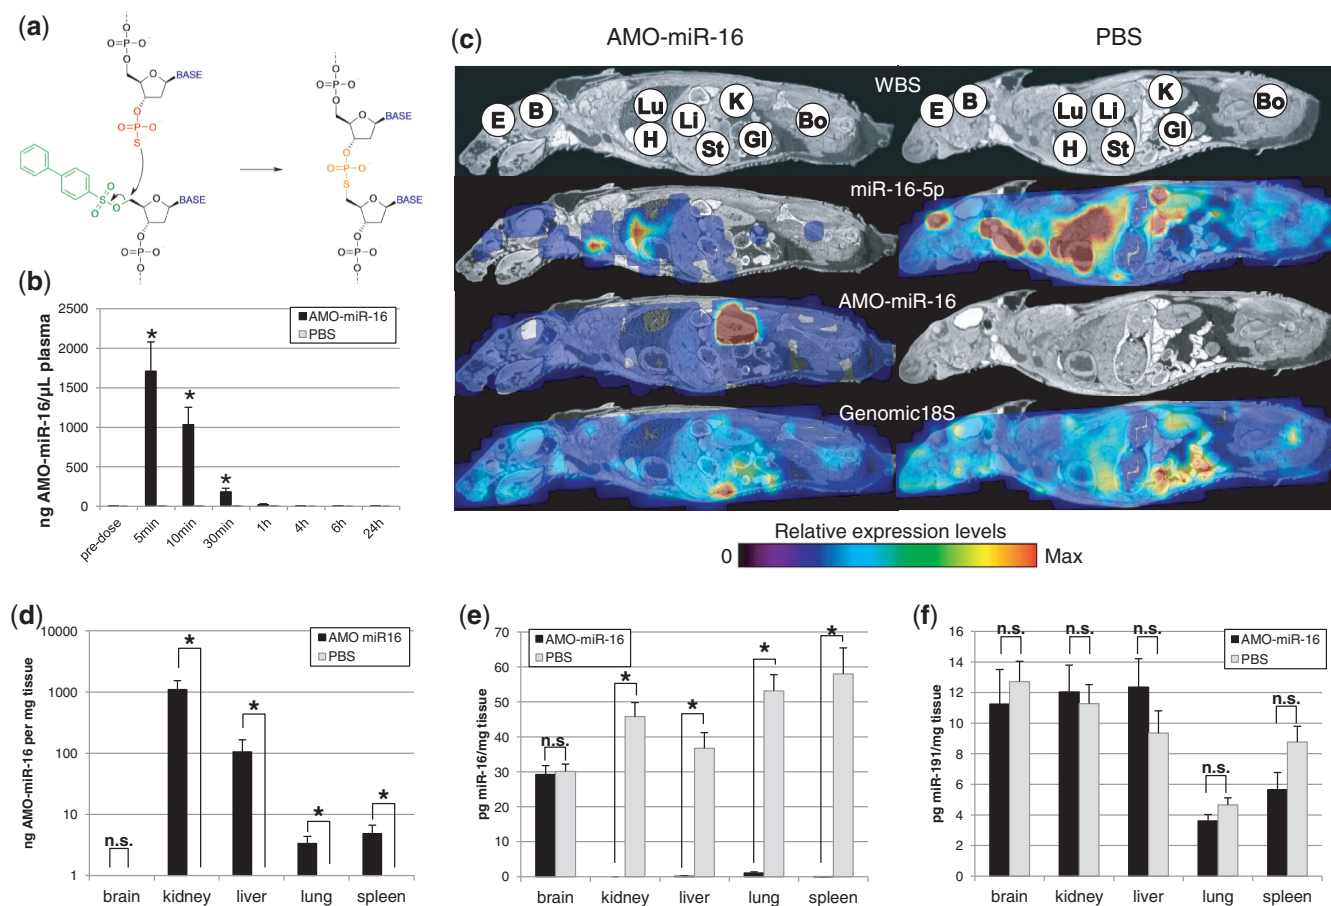 (a)
O
O=P-O⁻
O
O
BASE
O
O=P-O⁻
S
O
S
O
O
O
BASE
O
O=P-O⁻
O
O
O=P-O⁻
O
O
BASE
O
O=P-O⁻
S
O
BASE
O
O=P-O⁻
O
(b)
AMO-miR-16
PBS
ng AMO-miR-16/µL plasma
2500
2000
1500
1000
500
0
*
*
*
pre-dose 5min 10min 30min 1h 4h 6h 24h
(c)
AMO-miR-16 PBS
WBS
E B Lu H Li K St Gl Bo
E B Lu H Li St K Gl Bo
miR-16-5p
AMO-miR-16
Genomic18S
Relative expression levels
0 Max
(d)
AMO miR16
PBS
ng AMO-miR-16 per mg tissue
10000
1000
100
10
1
n.s. * * * *
brain kidney liver lung spleen
(e)
AMO-miR-16
PBS
pg miR-16/mg tissue
70
60
50
40
30
20
10
0
n.s. * * * *
brain kidney liver lung spleen
(f)
AMO-miR-16
PBS
pg miR-191/mg tissue
16
14
12
10
8
6
4
2
0
n.s. n.s. n.s. n.s. n.s.
brain kidney liver lung spleen